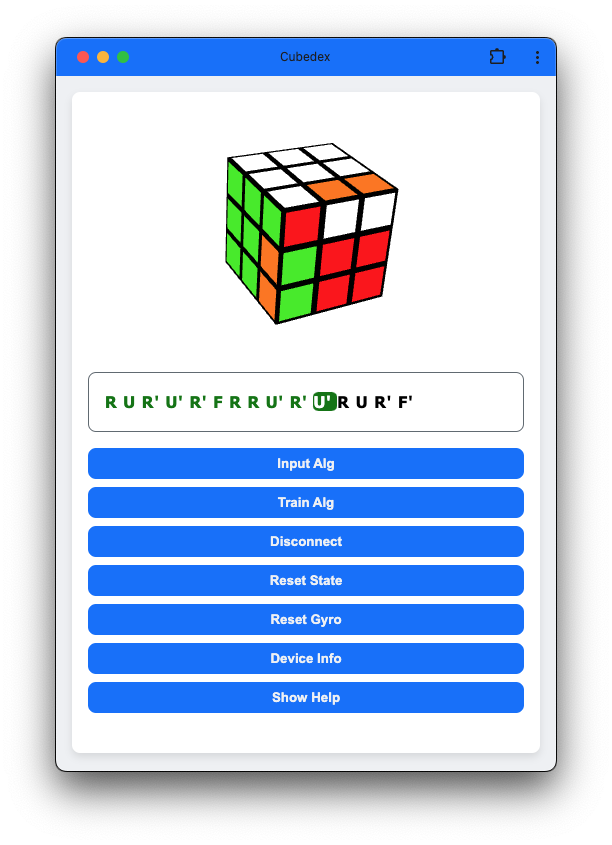 Cubedex
R U R' U' R' F R R U' R' U' R U R' F'
Input Alg
Train Alg
Disconnect
Reset State
Reset Gyro
Device Info
Show Help